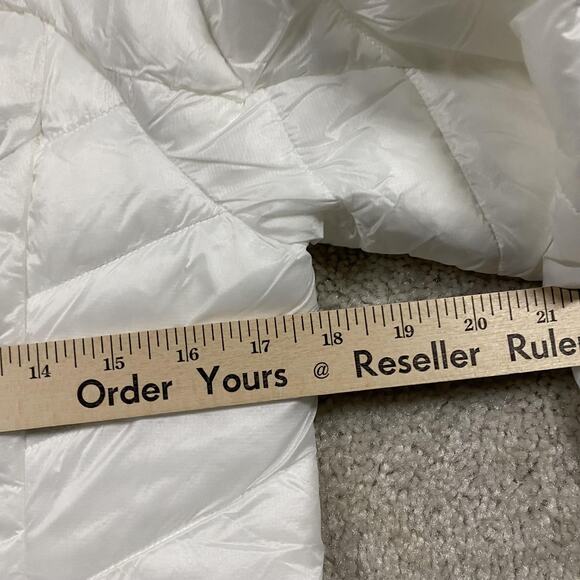 14 15 16 17 18 19 20 21
Order Yours @ Reseller Ruler